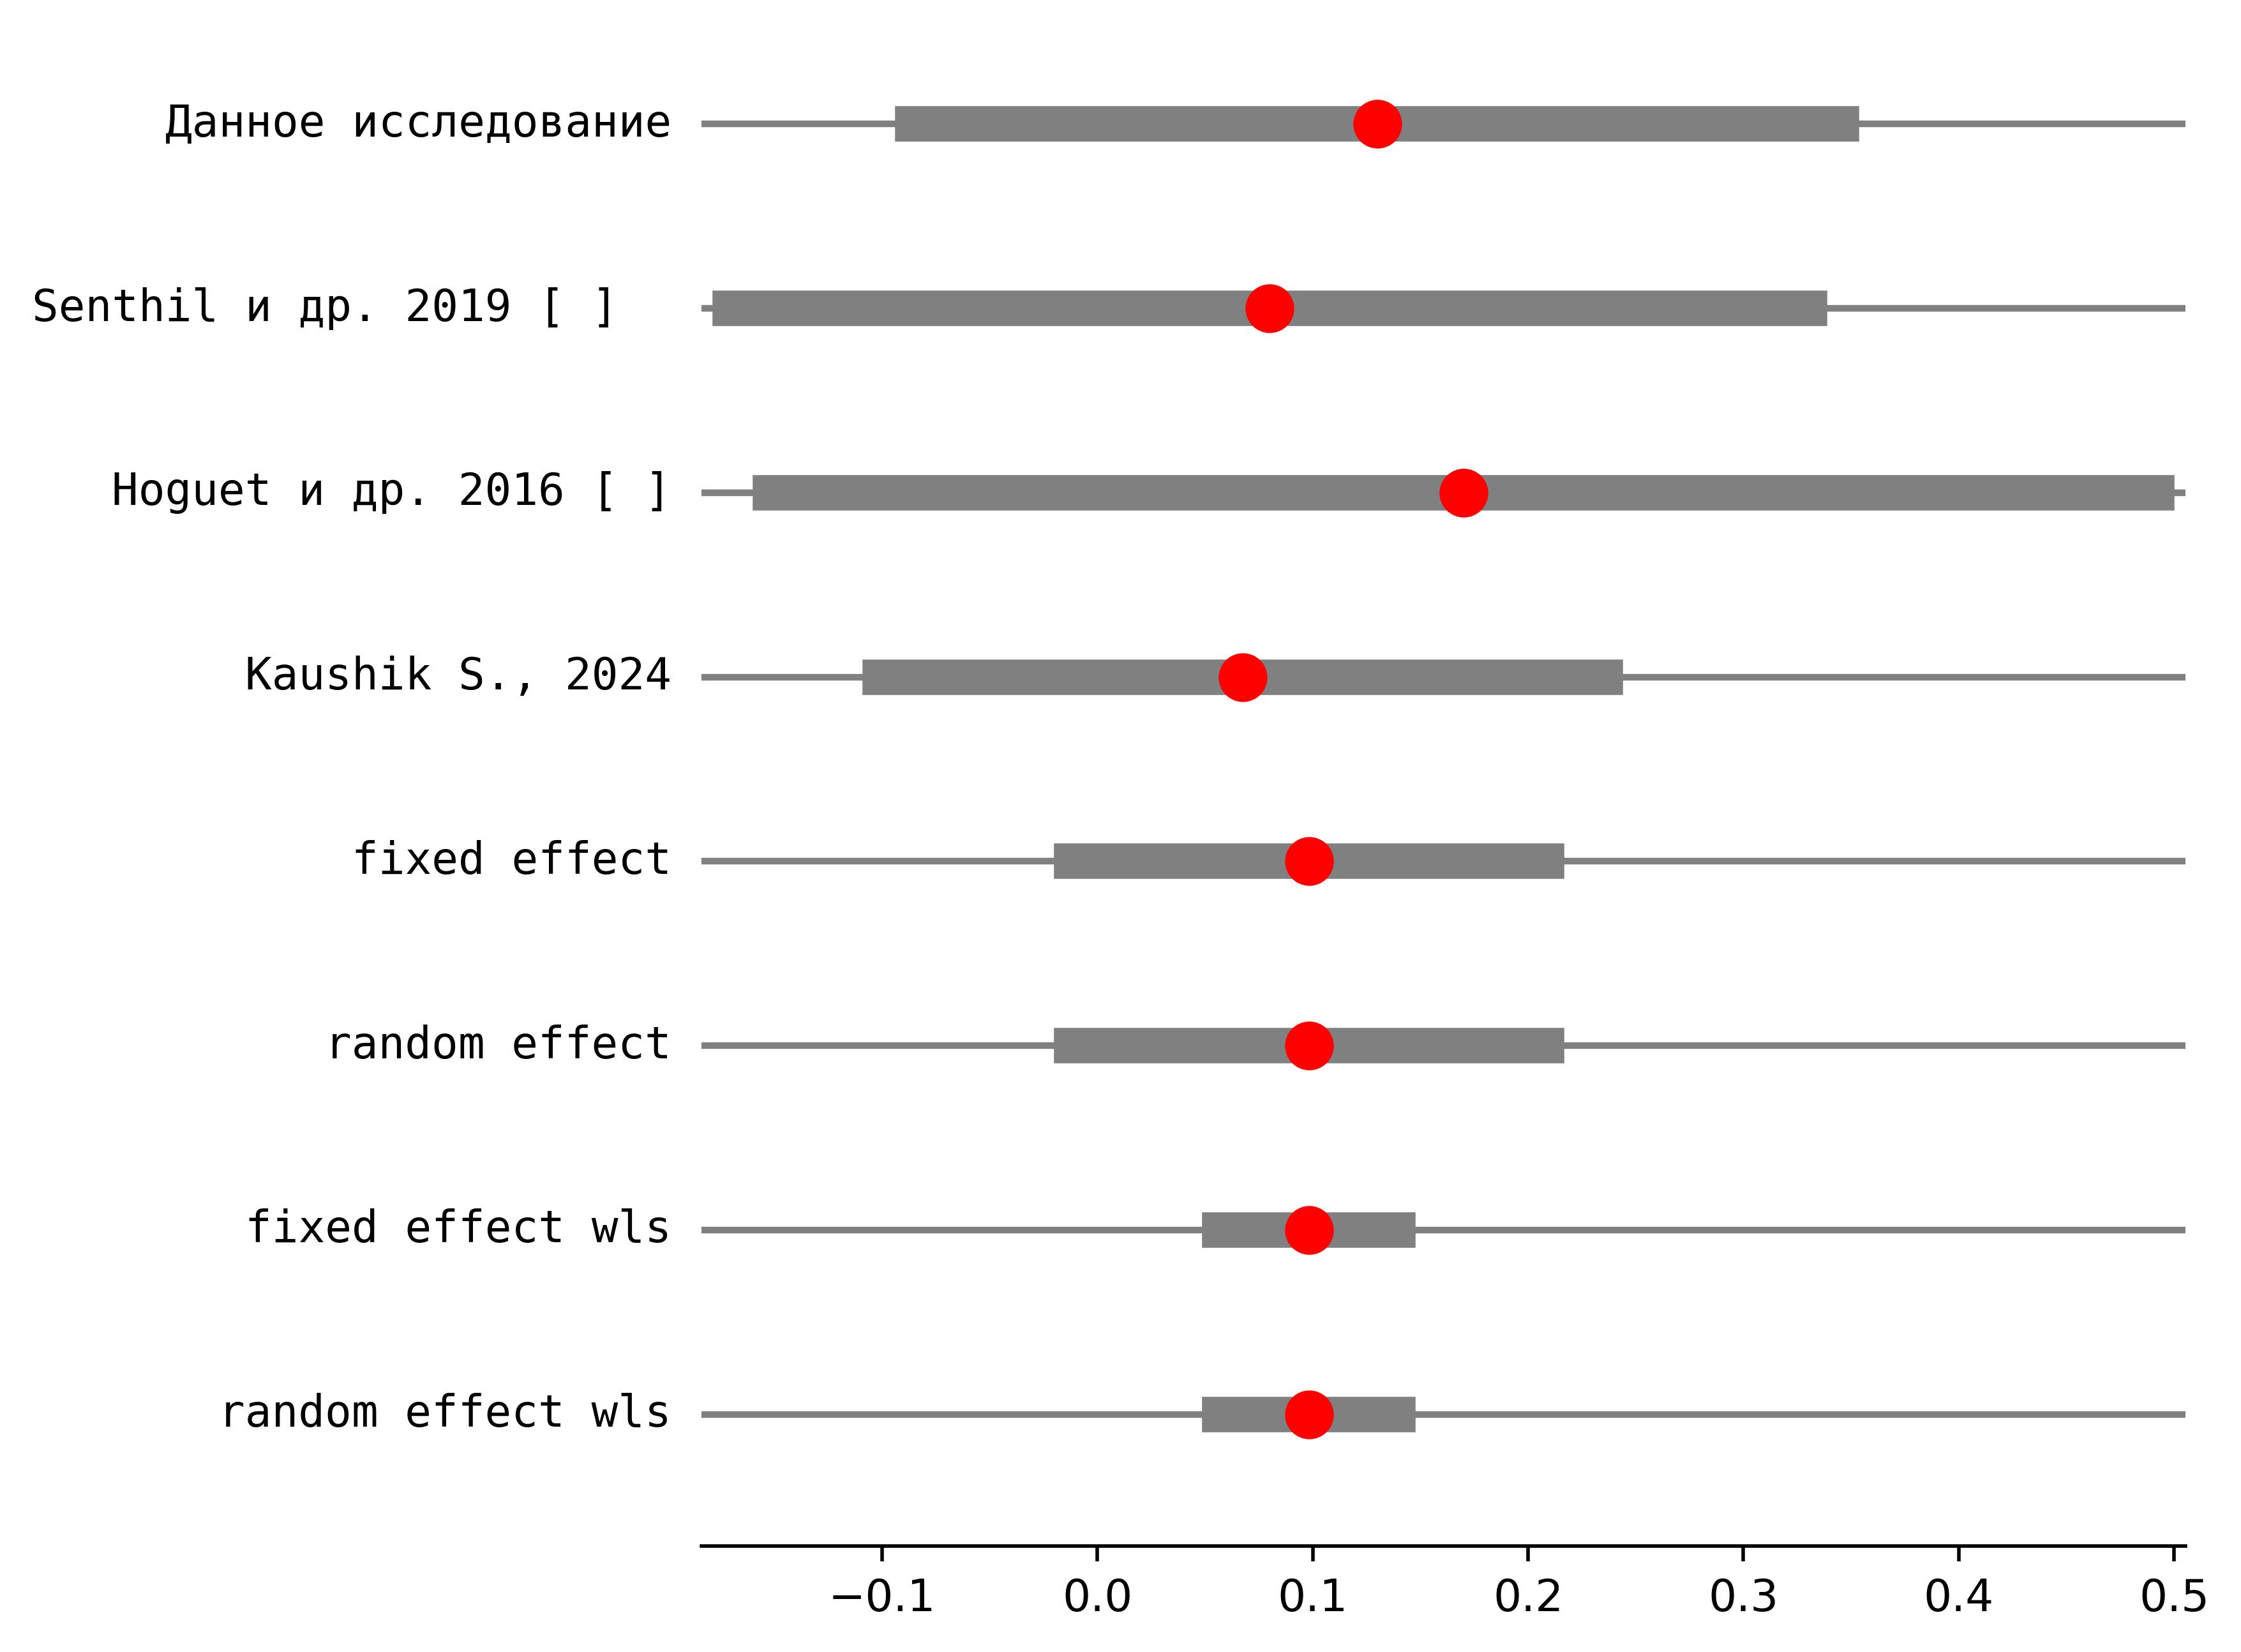 Данное исследование
Senthil и др. 2019 [ ]
Hoguet и др. 2016 [ ]
Kaushik S., 2024
fixed effect
random effect
fixed effect wls
random effect wls
−0.1 0.0 0.1 0.2 0.3 0.4 0.5